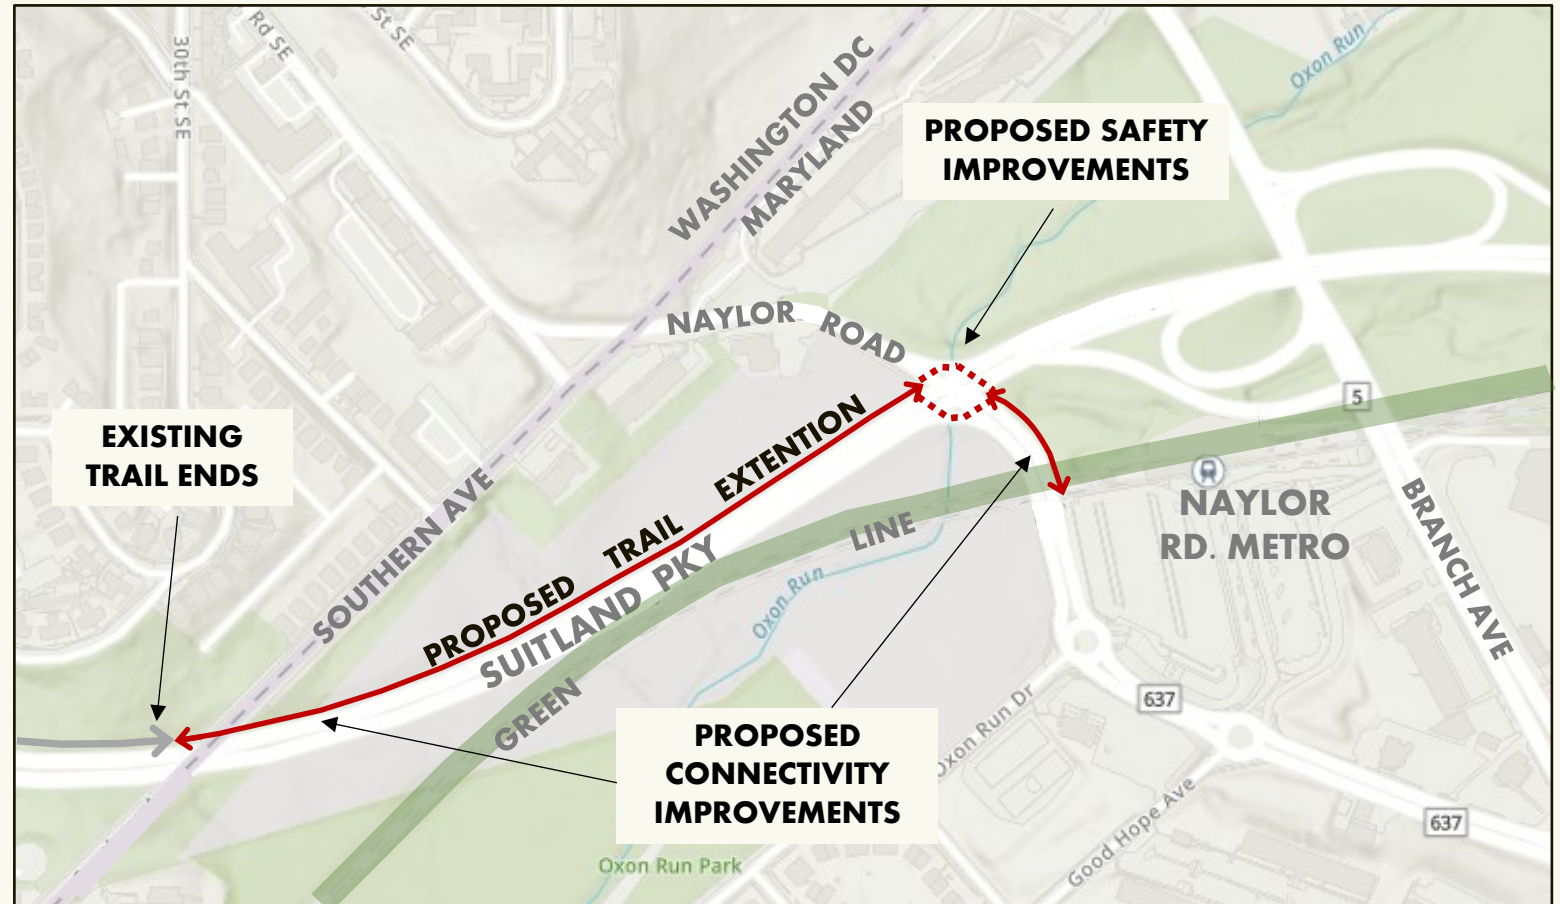 30th St SE
Rd SE
St SE
WASHINGTON DC
MARYLAND
Oxon Run
PROPOSED SAFETY
IMPROVEMENTS
NAYLOR ROAD
5
EXISTING
TRAIL ENDS
PROPOSED TRAIL EXTENTION
SOUTHERN AVE
SUITLAND PKY
GREEN LINE
NAYLOR
RD. METRO
BRANCH AVE
Oxon Run
Oxon Run Dr
637
PROPOSED
CONNECTIVITY
IMPROVEMENTS
Good Hope Ave
637
Oxon Run Park